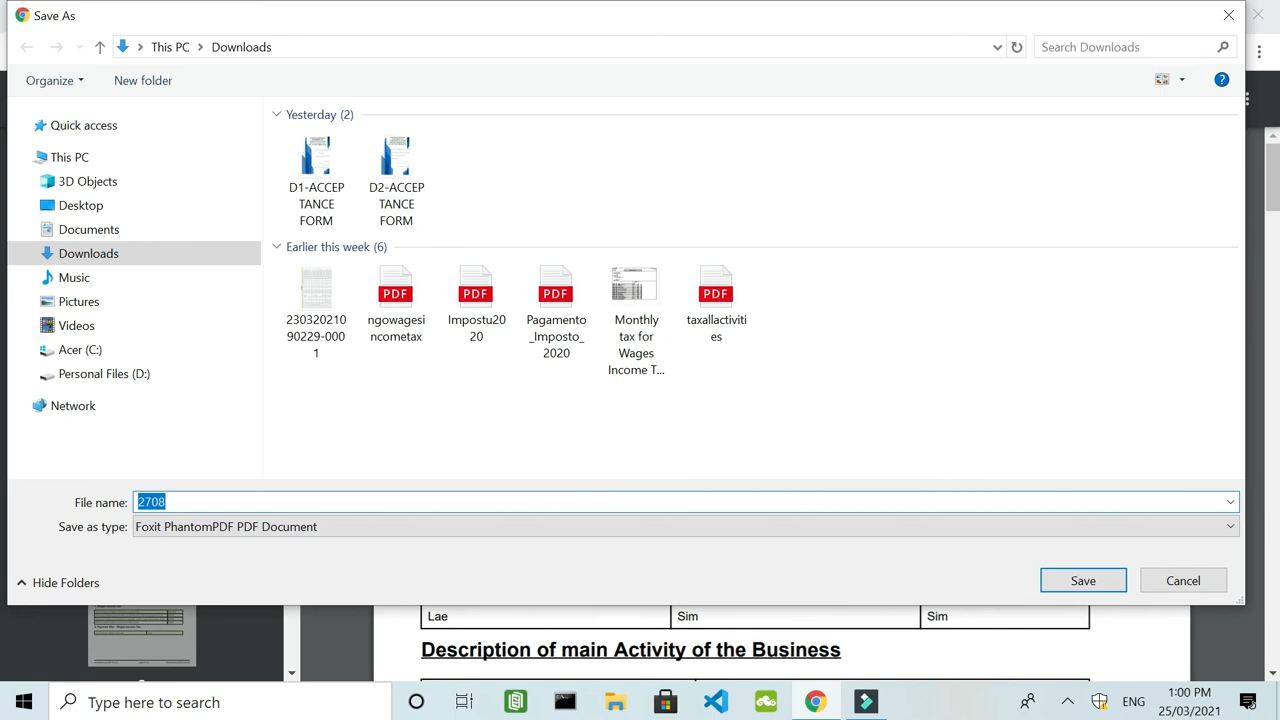 Save As
This PC > Downloads
Search Downloads
Organize
New folder
?
Quick access
This PC
3D Objects
Desktop
Documents
Downloads
Music
Pictures
Videos
Acer (C:)
Personal Files (D:)
Network
Yesterday (2)
D1-ACCEP
TANCE
FORM
D2-ACCEP
TANCE
FORM
Earlier this week (6)
230320210
90229-000
1
PDF
ngowagesi
ncometax
PDF
Impostu20
20
PDF
Pagamento
_Imposto_
2020
Monthly
tax for
Wages
Income T...
PDF
taxallactiviti
es
File name: 2708
Save as type: Foxit PhantomPDF PDF Document
Hide Folders
Save
Cancel
Lae
Sim
Sim
Description of main Activity of the Business
Type here to search
ENG
1:00 PM
25/03/2021